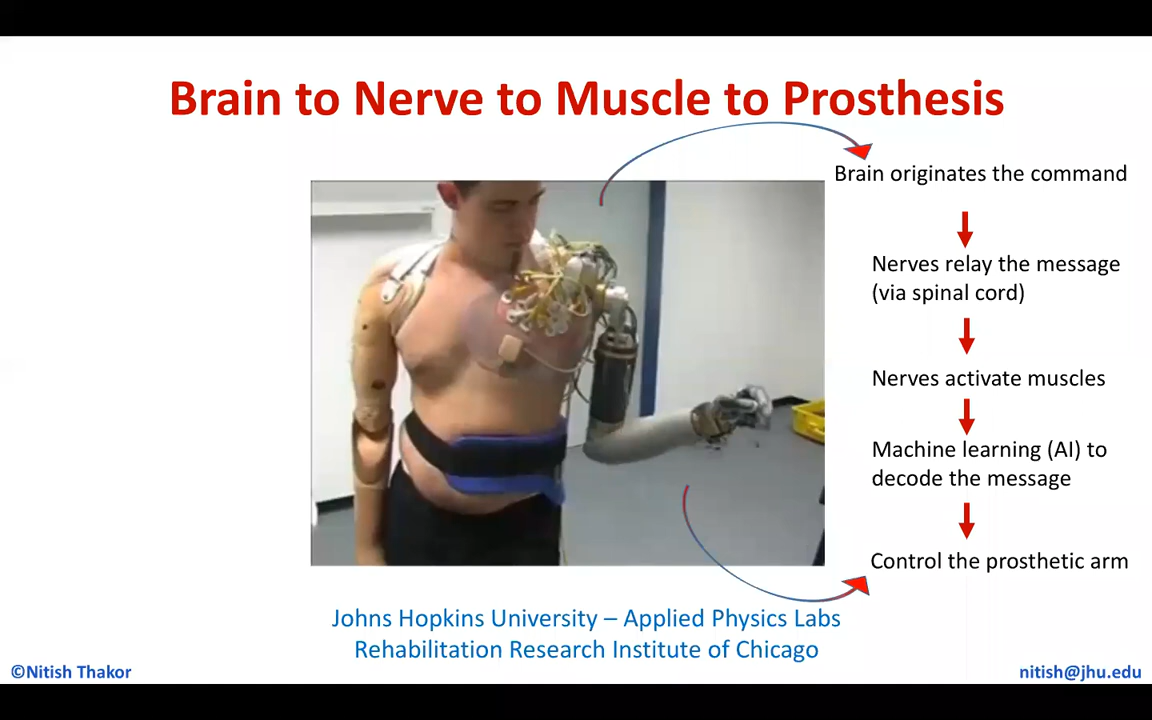 Brain to Nerve to Muscle to Prosthesis
Brain originates the command
Nerves relay the message
(via spinal cord)
Nerves activate muscles
Machine learning (AI) to
decode the message
Control the prosthetic arm
Johns Hopkins University – Applied Physics Labs
Rehabilitation Research Institute of Chicago
©Nitish Thakor
nitish@jhu.edu